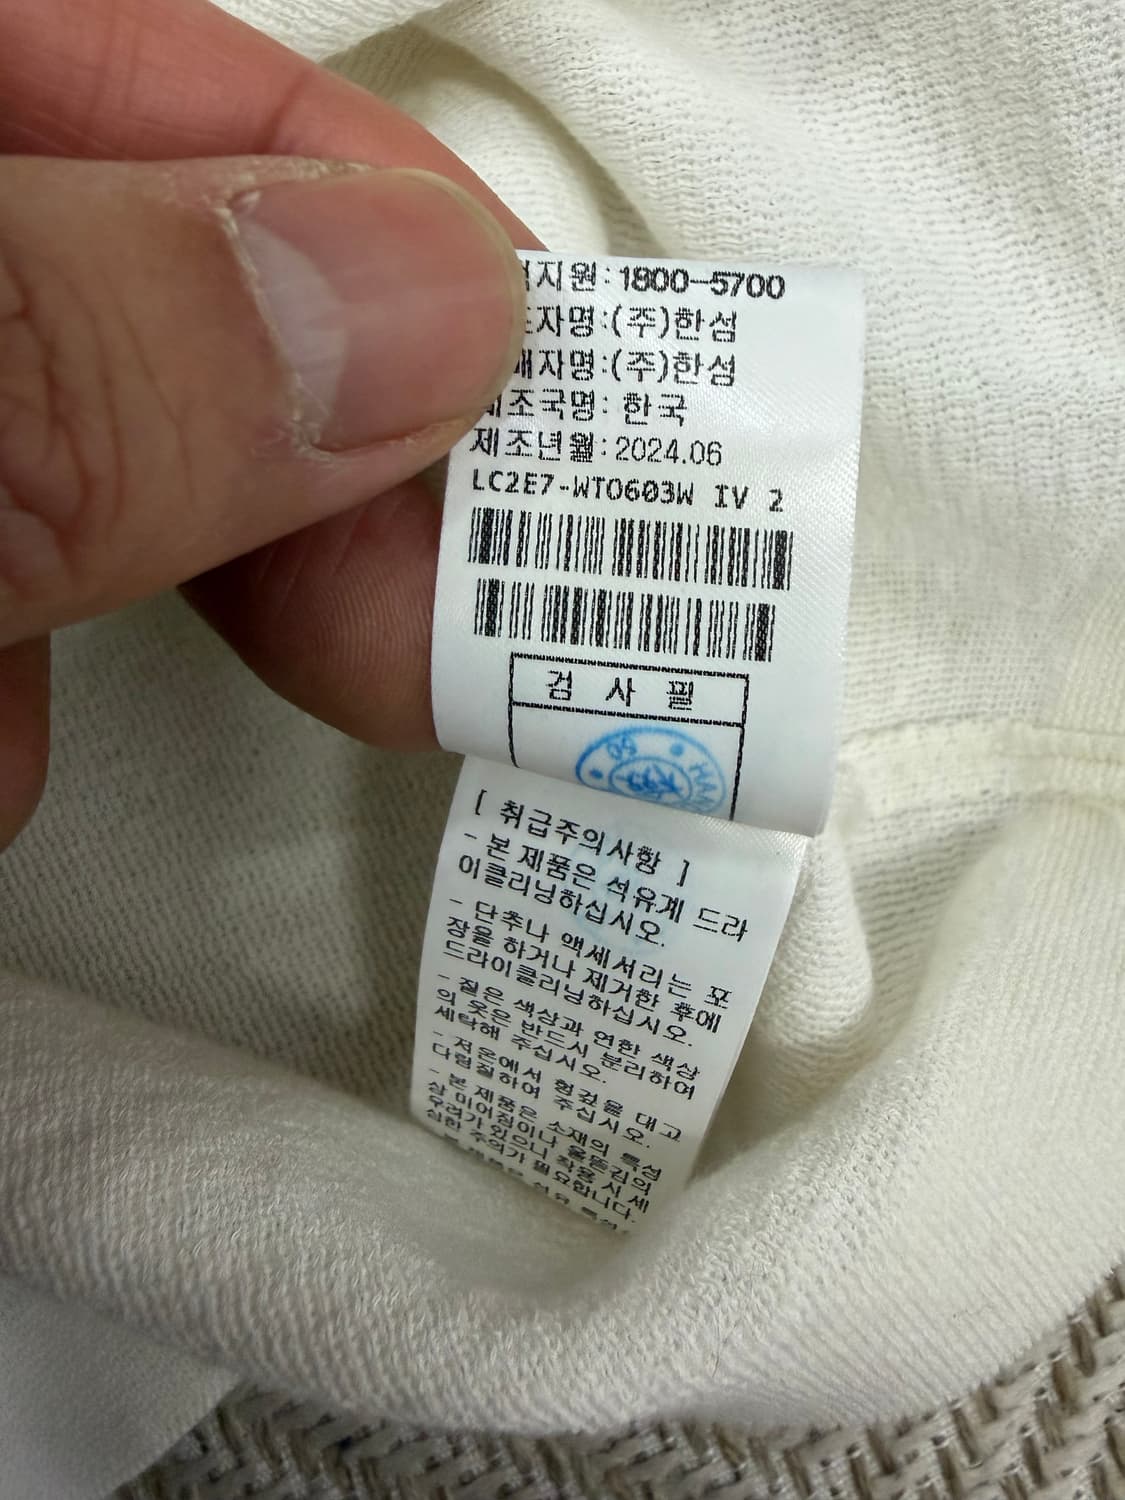 지원:1800-5700
자명:(주)한섬
매자명:(주)한섬
제조국명: 한국
제조년월:2024.06
LC2E7-WTO603W IV 2
검 사 필
05 HAN
[ 취급주의사항 ]
- 본 제품은 석유계 드라
이클리닝하십시오.
- 단추나 액세서리는 포
장을 하거나 제거한 후에
드라이클리닝하십시오.
- 짙은 색상과 연한 색상
의 옷은 반드시 분리하여
세탁해 주십시오.
- 저온에서 헝겊을 대고
다림질하여 주십시오.
- 본 제품은 소재의 특성
상 미어짐이나 올뜯김의
우려가 있으니 착용 시 세
심한 주의가 필요합니다.